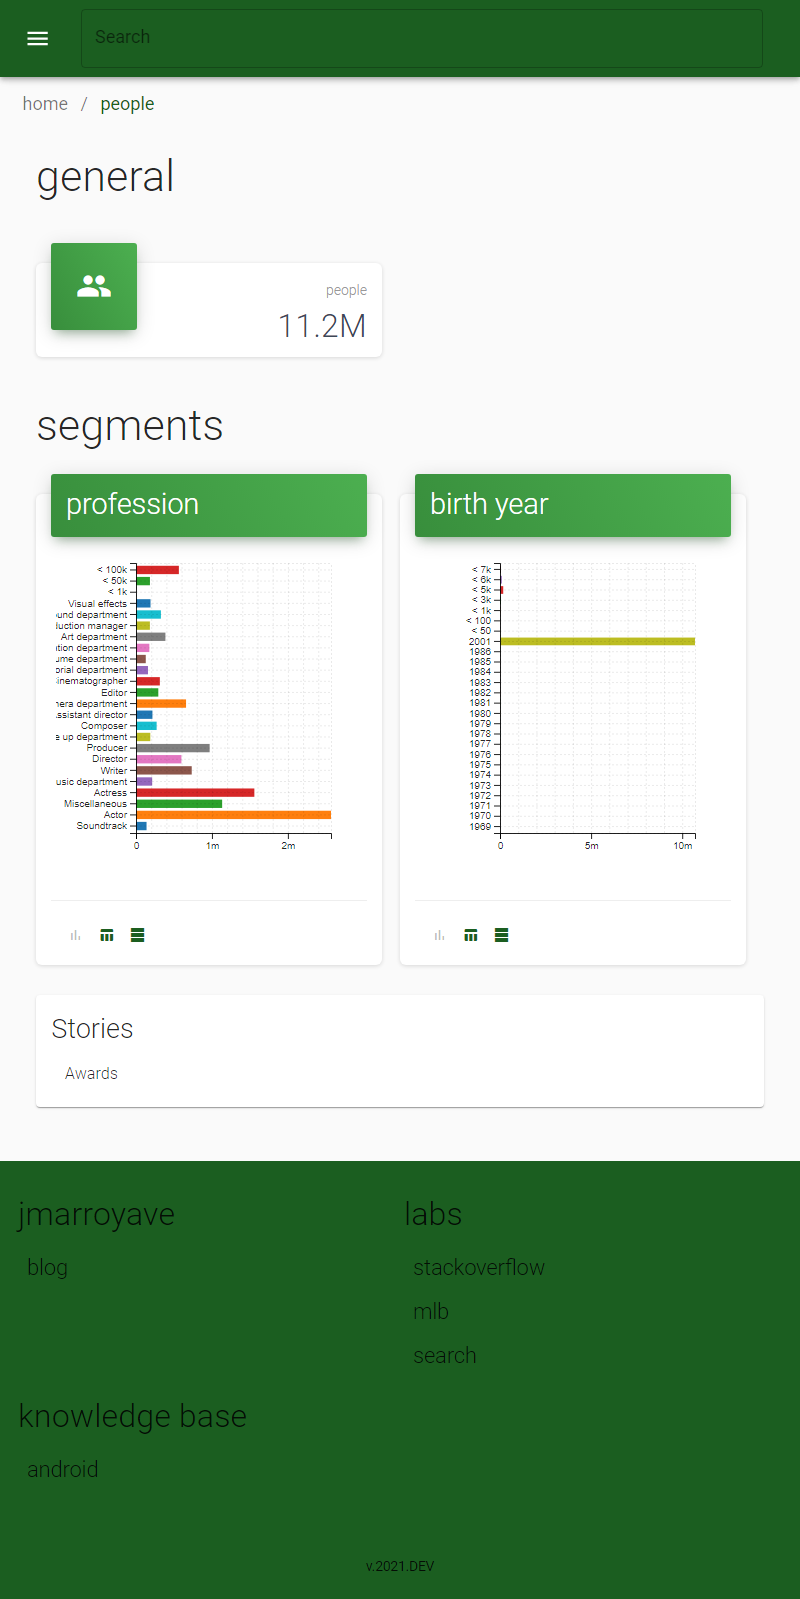 Search
home / people
general
people
11.2M
segments
profession
< 100k
< 50k
< 1k
Visual effects
und department
duction manager
Art department
ation department
ume department
orial department
inematographer
Editor
nera department
ssistant director
Composer
e up department
Producer
Director
Writer
usic department
Actress
Miscellaneous
Actor
Soundtrack
0 1m 2m
birth year
< 7k
< 6k
< 5k
< 3k
< 1k
< 100
< 50
2001
1986
1985
1984
1983
1982
1981
1980
1979
1978
1977
1976
1975
1974
1973
1972
1971
1970
1969
0 5m 10m
Stories
Awards
jmarroyave
blog
labs
stackoverflow
mlb
search
knowledge base
android
v.2021.DEV